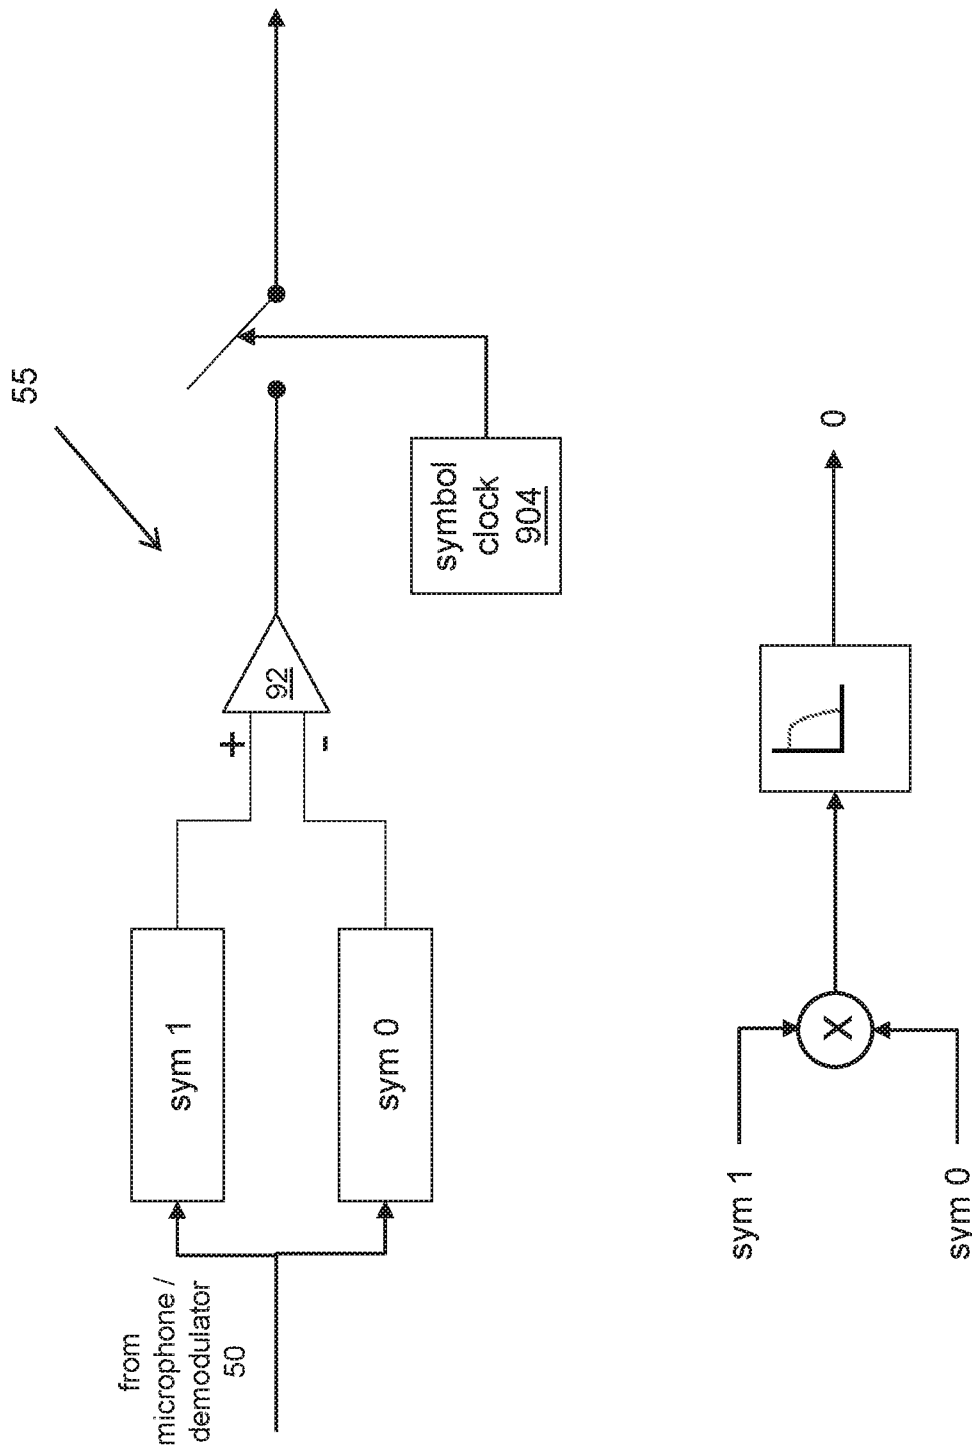 55
from
microphone /
demodulator
50
sym 1
sym 0
+
-
92
symbol
clock
904
sym 1
sym 0
X
0